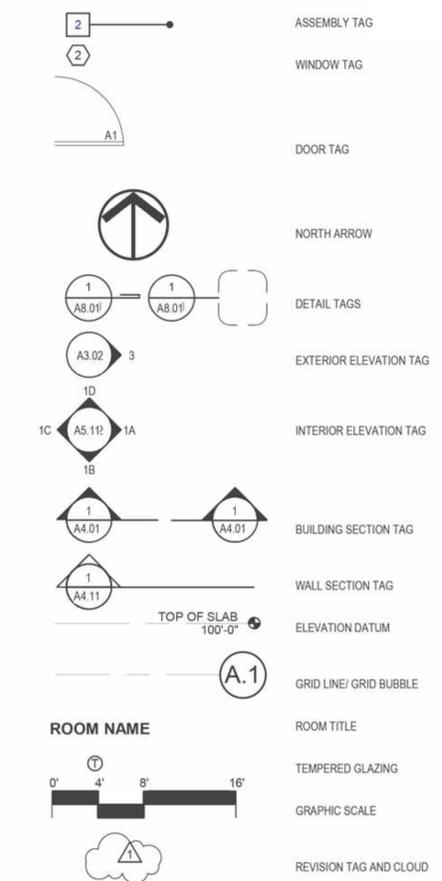 2 ASSEMBLY TAG
2 WINDOW TAG
A1
DOOR TAG
NORTH ARROW
1 1
A8.01 A8.01 DETAIL TAGS
A3.02 3 EXTERIOR ELEVATION TAG
1D
1C A5.11 1A INTERIOR ELEVATION TAG
1B
1 1
A4.01 A4.01 BUILDING SECTION TAG
1 WALL SECTION TAG
A4.11
TOP OF SLAB ELEVATION DATUM
100'-0"
A.1 GRID LINE/ GRID BUBBLE
ROOM NAME ROOM TITLE
T TEMPERED GLAZING
0' 4' 8' 16'
GRAPHIC SCALE
1 REVISION TAG AND CLOUD